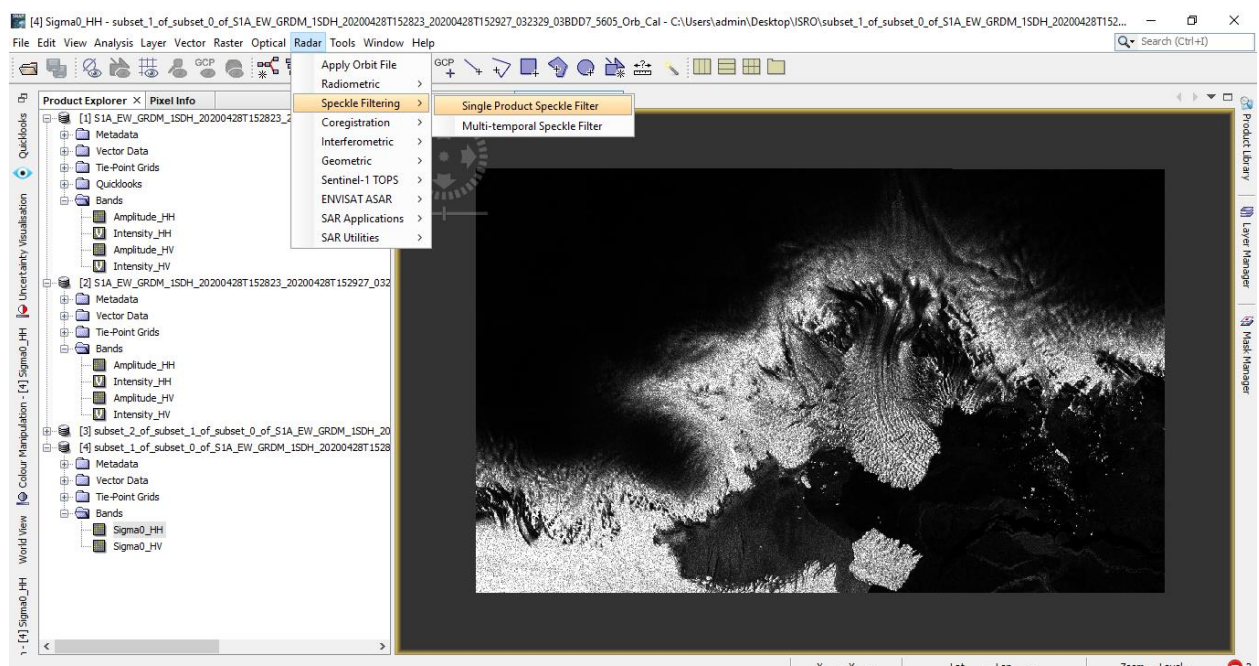 [4] Sigma0_HH - subset_1_of_subset_0_of_S1A_EW_GRDM_1SDH_20200428T152823_20200428T152927_032329_03BDD7_5605_Orb_Cal - C:\Users\admin\Desktop\ISRO\subset_1_of_subset_0_of_S1A_EW_GRDM_1SDH_20200428T152...
File Edit View Analysis Layer Vector Raster Optical Radar Tools Window Help
Search (Ctrl+I)
GCP
GCP
Apply Orbit File
Radiometric >
Speckle Filtering >
Coregistration >
Interferometric >
Geometric >
Sentinel-1 TOPS >
ENVISAT ASAR >
SAR Applications >
SAR Utilities >
Single Product Speckle Filter
Multi-temporal Speckle Filter
Product Explorer × Pixel Info
[1] S1A_EW_GRDM_1SDH_20200428T152823_2
Metadata
Vector Data
Tie-Point Grids
Quicklooks
Bands
Amplitude_HH
Intensity_HH
Amplitude_HV
Intensity_HV
[2] S1A_EW_GRDM_1SDH_20200428T152823_20200428T152927_032
Metadata
Vector Data
Tie-Point Grids
Bands
Amplitude_HH
Intensity_HH
Amplitude_HV
Intensity_HV
[3] subset_2_of_subset_1_of_subset_0_of_S1A_EW_GRDM_1SDH_20
[4] subset_1_of_subset_0_of_S1A_EW_GRDM_1SDH_20200428T1528
Metadata
Vector Data
Tie-Point Grids
Bands
Sigma0_HH
Sigma0_HV
Quicklooks
Uncertainty Visualisation
Colour Manipulation - [4] Sigma0_HH
World View
- [4] Sigma0_HH
Product Library
Layer Manager
Mask Manager